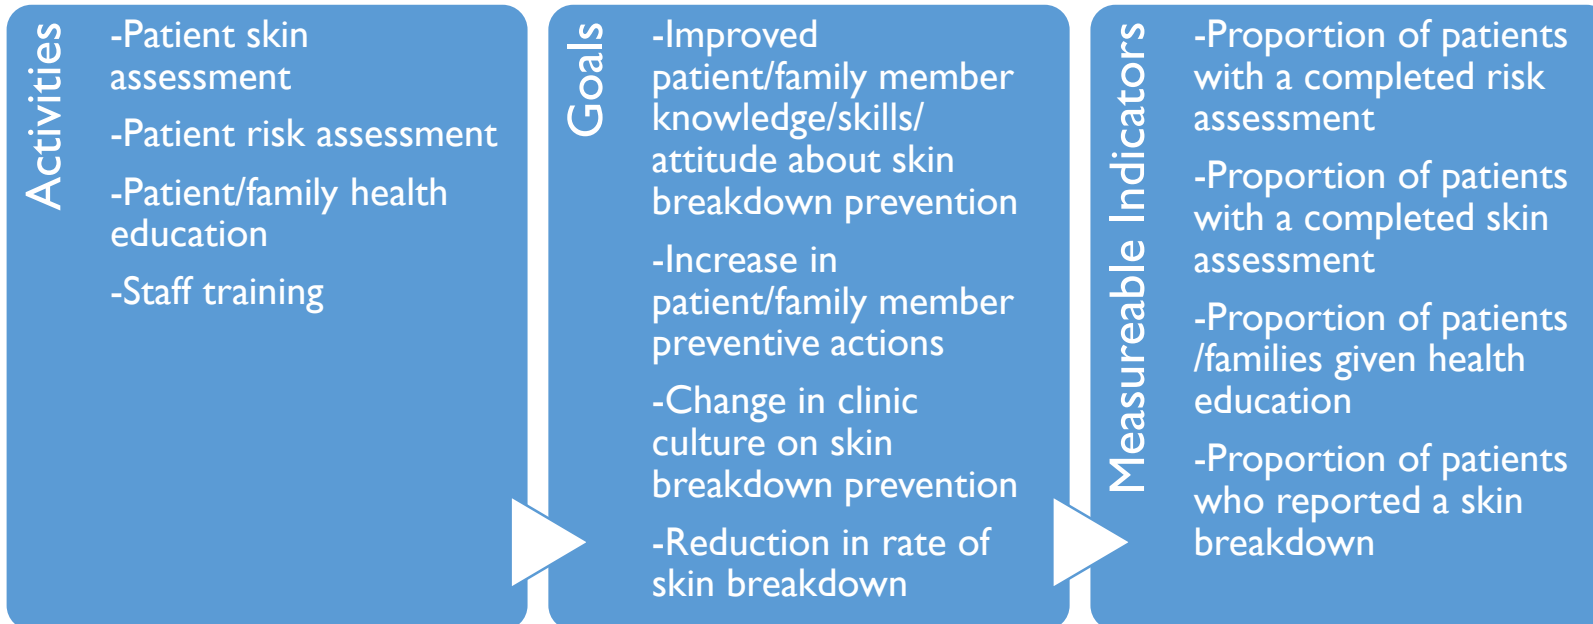 Activities
-Patient skin
assessment
-Patient risk assessment
-Patient/family health
education
-Staff training
Goals
-Improved
patient/family member
knowledge/skills/
attitude about skin
breakdown prevention
-Increase in
patient/family member
preventive actions
-Change in clinic
culture on skin
breakdown prevention
-Reduction in rate of
skin breakdown
Measureable Indicators
-Proportion of patients
with a completed risk
assessment
-Proportion of patients
with a completed skin
assessment
-Proportion of patients
/families given health
education
-Proportion of patients
who reported a skin
breakdown